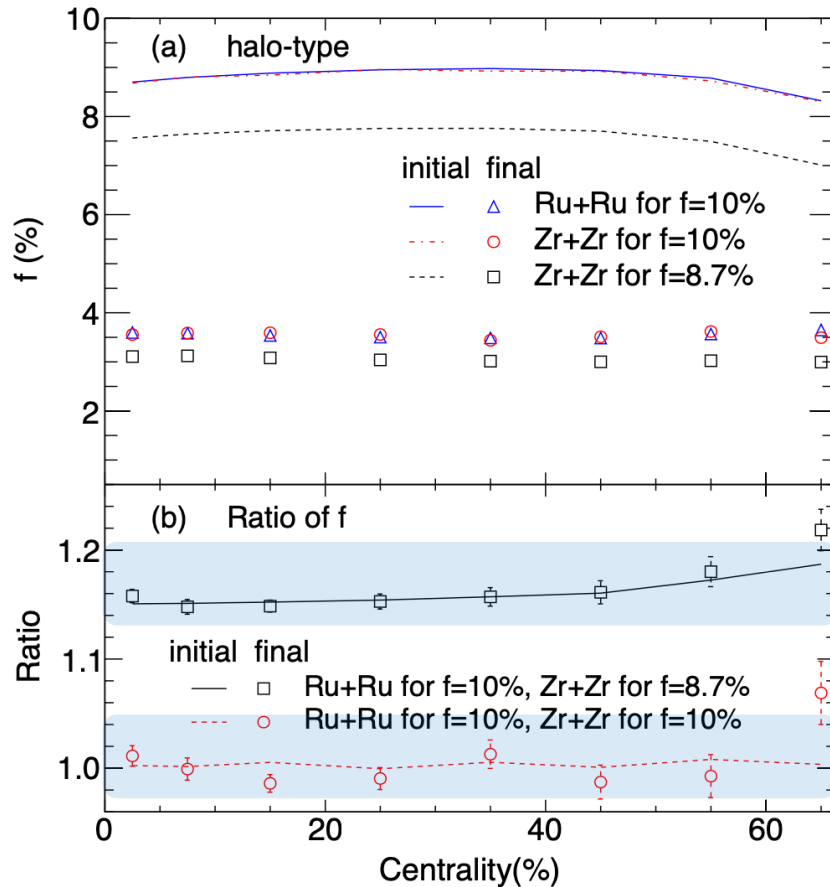 10
(a) halo-type
8
initial final
Ru+Ru for f=10%
6
Zr+Zr for f=10%
Zr+Zr for f=8.7%
f (%)
4
2
(b) Ratio of f
1.2
Ratio
1.1
initial final
Ru+Ru for f=10%, Zr+Zr for f=8.7%
Ru+Ru for f=10%, Zr+Zr for f=10%
1.0
0 20 40 60
Centrality(%)